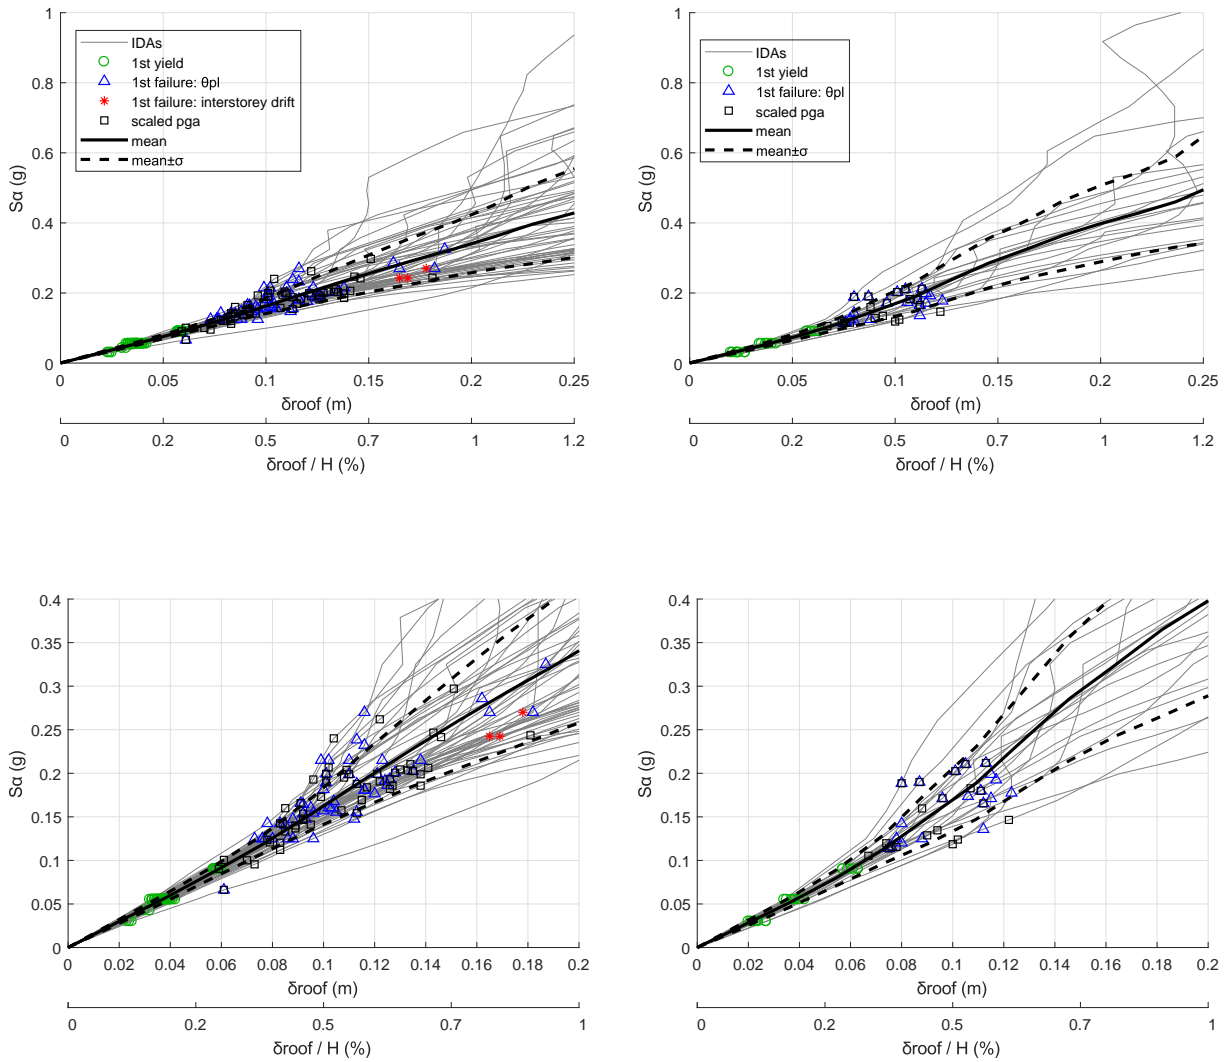 1
0.8
0.6
0.4
0.2
0
Sα (g)
IDAs
1st yield
1st failure: θpl
1st failure: interstorey drift
scaled pga
mean
mean±σ
0 0.05 0.1 0.15 0.2 0.25
δroof (m)
0 0.2 0.5 0.7 1 1.2
δroof / H (%)
1
0.8
0.6
0.4
0.2
0
Sα (g)
IDAs
1st yield
1st failure: θpl
scaled pga
mean
mean±σ
0 0.05 0.1 0.15 0.2 0.25
δroof (m)
0 0.2 0.7 0.5 1 1.2
δroof / H (%)
0.4
0.35
0.3
0.25
0.2
0.15
0.1
0.05
0
Sα (g)
0 0.02 0.04 0.06 0.08 0.1 0.12 0.14 0.16 0.18 0.2
δroof (m)
0 0.2 0.5 0.7 1
δroof / H (%)
0.4
0.35
0.3
0.25
0.2
0.15
0.1
0.05
0
Sα (g)
0 0.02 0.04 0.06 0.08 0.1 0.12 0.14 0.16 0.18 0.2
δroof (m)
0 0.2 0.5 0.7 1
δroof / H (%)